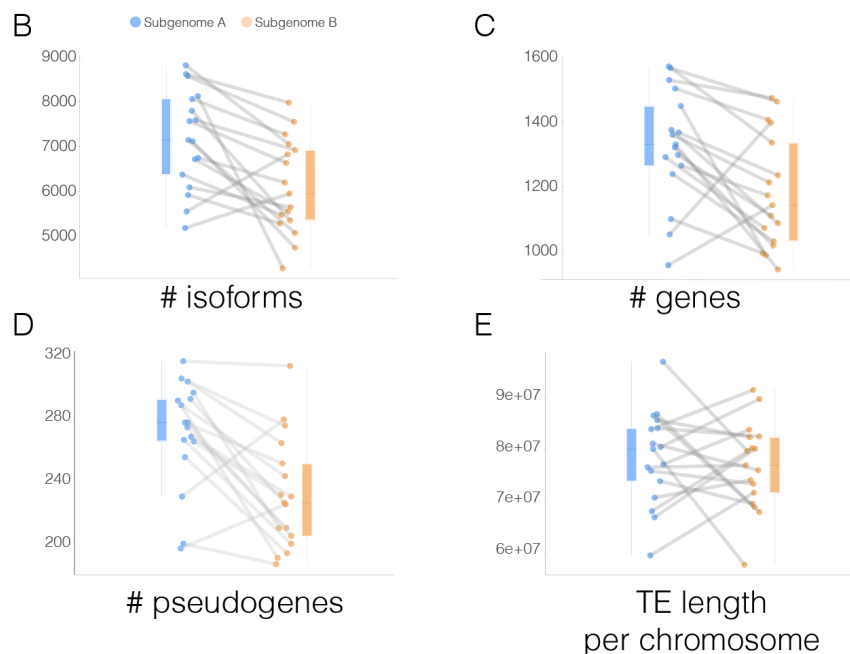 B
Subgenome A Subgenome B
9000
8000
7000
6000
5000
# isoforms
C
1600
1400
1200
1000
# genes
D
320
280
240
200
# pseudogenes
E
9e+07
8e+07
7e+07
6e+07
TE length
per chromosome